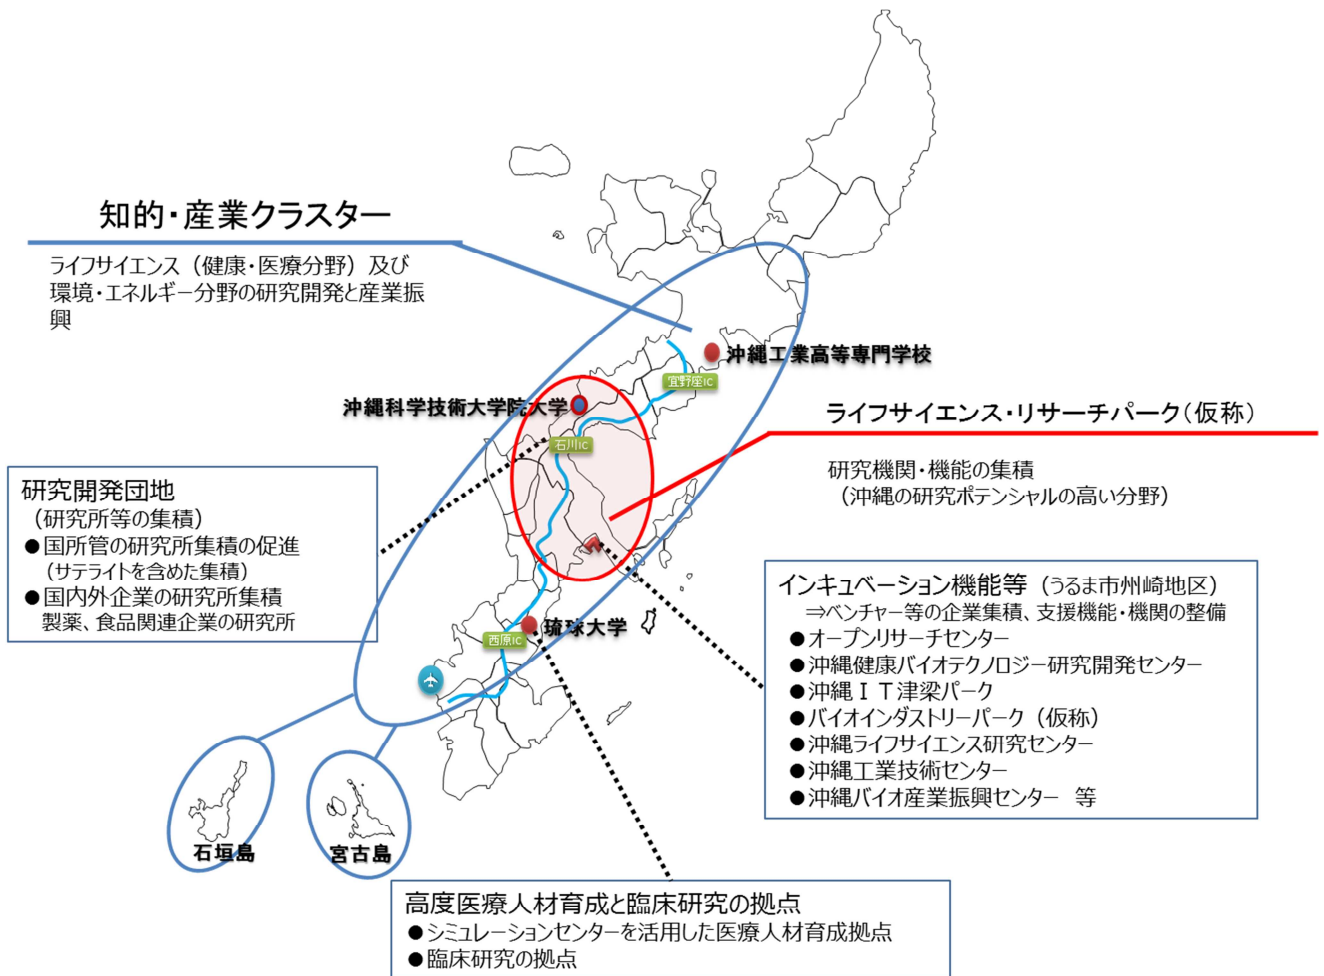 知的・産業クラスター
ライフサイエンス（健康・医療分野）及び
環境・エネルギー分野の研究開発と産業振
興
沖縄工業高等専門学校
宜野座IC
沖縄科学技術大学院大学
石川IC
ライフサイエンス・リサーチパーク（仮称）
研究機関・機能の集積
（沖縄の研究ポテンシャルの高い分野）
研究開発団地
（研究所等の集積）
●国所管の研究所集積の促進
（サテライトを含めた集積）
●国内外企業の研究所集積
製薬、食品関連企業の研究所
インキュベーション機能等（うるま市州崎地区）
⇒ベンチャー等の企業集積、支援機能・機関の整備
●オープンリサーチセンター
●沖縄健康バイオテクノロジー研究開発センター
●沖縄ＩＴ津梁パーク
●バイオインダストリーパーク（仮称）
●沖縄ライフサイエンス研究センター
●沖縄工業技術センター
●沖縄バイオ産業振興センター　等
琉球大学
西原IC
石垣島
宮古島
高度医療人材育成と臨床研究の拠点
●シミュレーションセンターを活用した医療人材育成拠点
●臨床研究の拠点